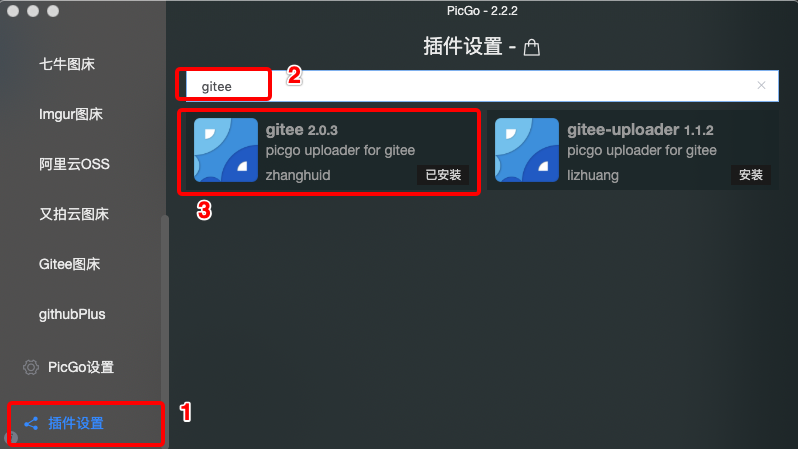 PicGo - 2.2.2
七牛图床
Imgur图床
阿里云OSS
又拍云图床
Gitee图床
githubPlus
PicGo设置
插件设置
1
插件设置 -
gitee
2
gitee 2.0.3
picgo uploader for gitee
zhanghuid
已安装
3
gitee-uploader 1.1.2
picgo uploader for gitee
lizhuang
安装